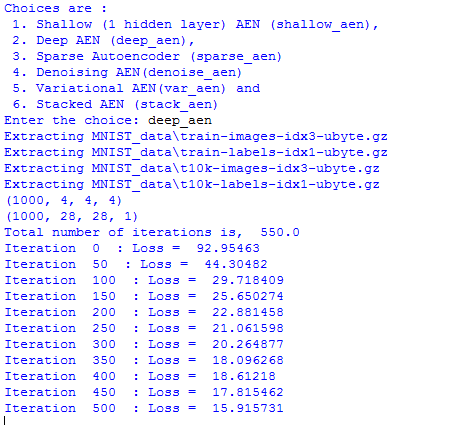 Choices are :
 1. Shallow (1 hidden layer) AEN (shallow_aen),
 2. Deep AEN (deep_aen),
 3. Sparse Autoencoder (sparse_aen)
 4. Denoising AEN(denoise_aen)
 5. Variational AEN(var_aen) and
 6. Stacked AEN (stack_aen)
Enter the choice: deep_aen
Extracting MNIST_data\train-images-idx3-ubyte.gz
Extracting MNIST_data\train-labels-idx1-ubyte.gz
Extracting MNIST_data\t10k-images-idx3-ubyte.gz
Extracting MNIST_data\t10k-labels-idx1-ubyte.gz
(1000, 4, 4, 4)
(1000, 28, 28, 1)
Total number of iterations is,  550.0
Iteration  0  : Loss =  92.95463
Iteration  50  : Loss =  44.30482
Iteration  100  : Loss =  29.718409
Iteration  150  : Loss =  25.650274
Iteration  200  : Loss =  22.881458
Iteration  250  : Loss =  21.061598
Iteration  300  : Loss =  20.264877
Iteration  350  : Loss =  18.096268
Iteration  400  : Loss =  18.61218
Iteration  450  : Loss =  17.815462
Iteration  500  : Loss =  15.915731